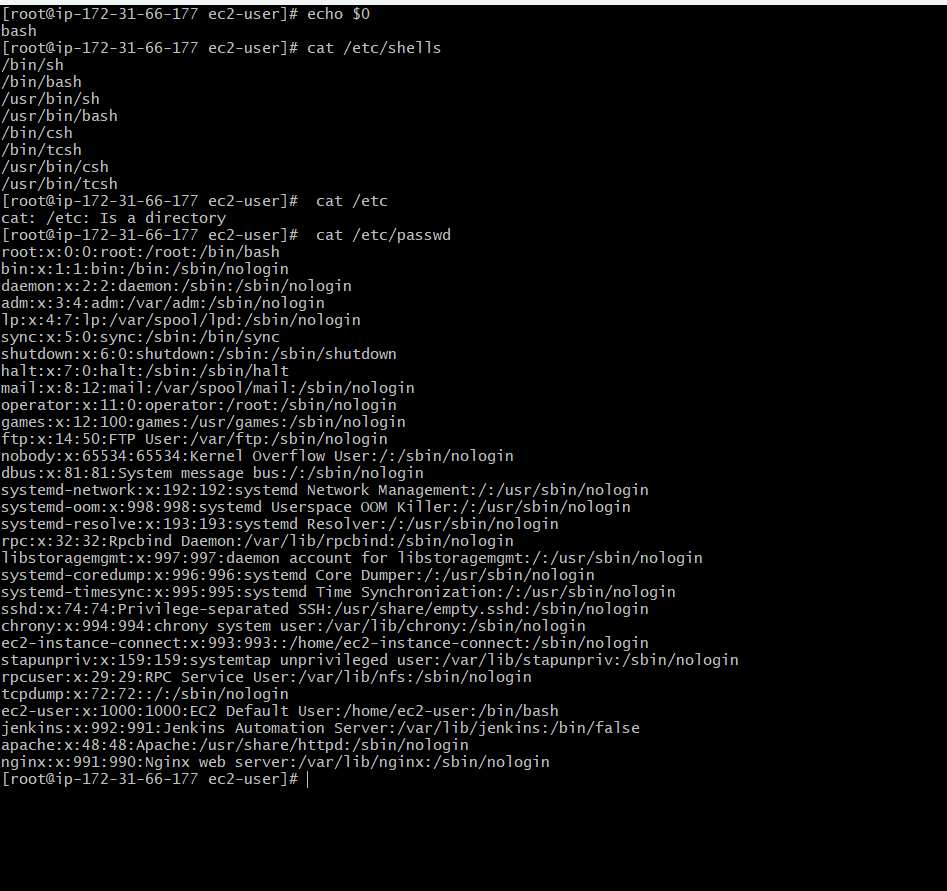 [root@ip-172-31-66-177 ec2-user]# echo $0
bash
[root@ip-172-31-66-177 ec2-user]# cat /etc/shells
/bin/sh
/bin/bash
/usr/bin/sh
/usr/bin/bash
/bin/csh
/bin/tcsh
/usr/bin/csh
/usr/bin/tcsh
[root@ip-172-31-66-177 ec2-user]#  cat /etc
cat: /etc: Is a directory
[root@ip-172-31-66-177 ec2-user]#  cat /etc/passwd
root:x:0:0:root:/root:/bin/bash
bin:x:1:1:bin:/bin:/sbin/nologin
daemon:x:2:2:daemon:/sbin:/sbin/nologin
adm:x:3:4:adm:/var/adm:/sbin/nologin
lp:x:4:7:lp:/var/spool/lpd:/sbin/nologin
sync:x:5:0:sync:/sbin:/bin/sync
shutdown:x:6:0:shutdown:/sbin:/sbin/shutdown
halt:x:7:0:halt:/sbin:/sbin/halt
mail:x:8:12:mail:/var/spool/mail:/sbin/nologin
operator:x:11:0:operator:/root:/sbin/nologin
games:x:12:100:games:/usr/games:/sbin/nologin
ftp:x:14:50:FTP User:/var/ftp:/sbin/nologin
nobody:x:65534:65534:Kernel Overflow User:/:/sbin/nologin
dbus:x:81:81:System message bus:/:/sbin/nologin
systemd-network:x:192:192:systemd Network Management:/:/usr/sbin/nologin
systemd-oom:x:998:998:systemd Userspace OOM Killer:/:/usr/sbin/nologin
systemd-resolve:x:193:193:systemd Resolver:/:/usr/sbin/nologin
rpc:x:32:32:Rpcbind Daemon:/var/lib/rpcbind:/sbin/nologin
libstoragemgmt:x:997:997:daemon account for libstoragemgmt:/:/usr/sbin/nologin
systemd-coredump:x:996:996:systemd Core Dumper:/:/usr/sbin/nologin
systemd-timesync:x:995:995:systemd Time Synchronization:/:/usr/sbin/nologin
sshd:x:74:74:Privilege-separated SSH:/usr/share/empty.sshd:/sbin/nologin
chrony:x:994:994:chrony system user:/var/lib/chrony:/sbin/nologin
ec2-instance-connect:x:993:993::/home/ec2-instance-connect:/sbin/nologin
stapunpriv:x:159:159:systemtap unprivileged user:/var/lib/stapunpriv:/sbin/nologin
rpcuser:x:29:29:RPC Service User:/var/lib/nfs:/sbin/nologin
tcpdump:x:72:72::/:/sbin/nologin
ec2-user:x:1000:1000:EC2 Default User:/home/ec2-user:/bin/bash
jenkins:x:992:991:Jenkins Automation Server:/var/lib/jenkins:/bin/false
apache:x:48:48:Apache:/usr/share/httpd:/sbin/nologin
nginx:x:991:990:Nginx web server:/var/lib/nginx:/sbin/nologin
[root@ip-172-31-66-177 ec2-user]#